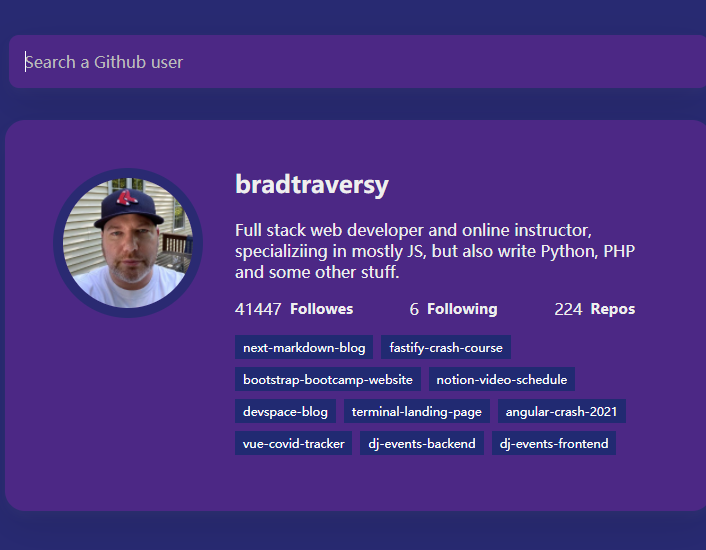 Search a Github user
bradtraversy
Full stack web developer and online instructor,
specializiing in mostly JS, but also write Python, PHP
and some other stuff.
41447 Followes 6 Following 224 Repos
next-markdown-blog fastify-crash-course
bootstrap-bootcamp-website notion-video-schedule
devspace-blog terminal-landing-page angular-crash-2021
vue-covid-tracker dj-events-backend dj-events-frontend